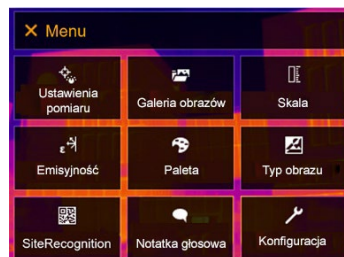 Menu
Ustawienia
pomiaru
Galeria obrazów
Skala
Emisyjność
Paleta
Typ obrazu
SiteRecognition
Notatka głosowa
Konfiguracja